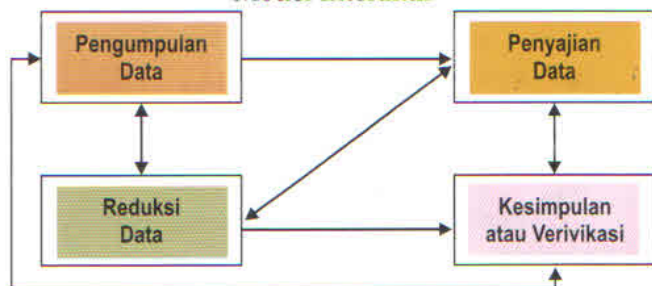 Pengumpulan
Data
Penyajian
Data
Reduksi
Data
Kesimpulan
atau Verivikasi